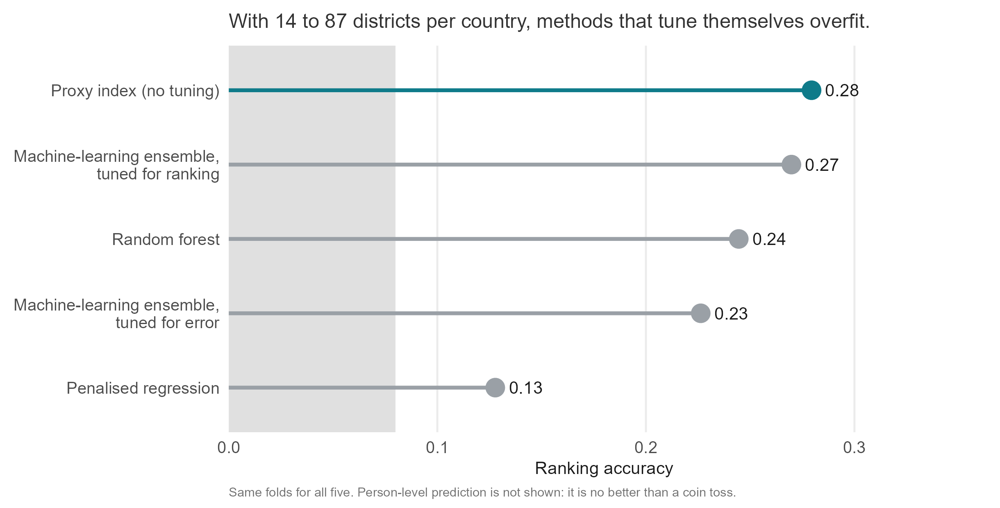 With 14 to 87 districts per country, methods that tune themselves overfit.
Proxy index (no tuning)
0.28
Machine-learning ensemble,
tuned for ranking
0.27
Random forest
0.24
Machine-learning ensemble,
tuned for error
0.23
Penalised regression
0.13
0.0
0.1
0.2
0.3
Ranking accuracy
Same folds for all five. Person-level prediction is not shown: it is no better than a coin toss.